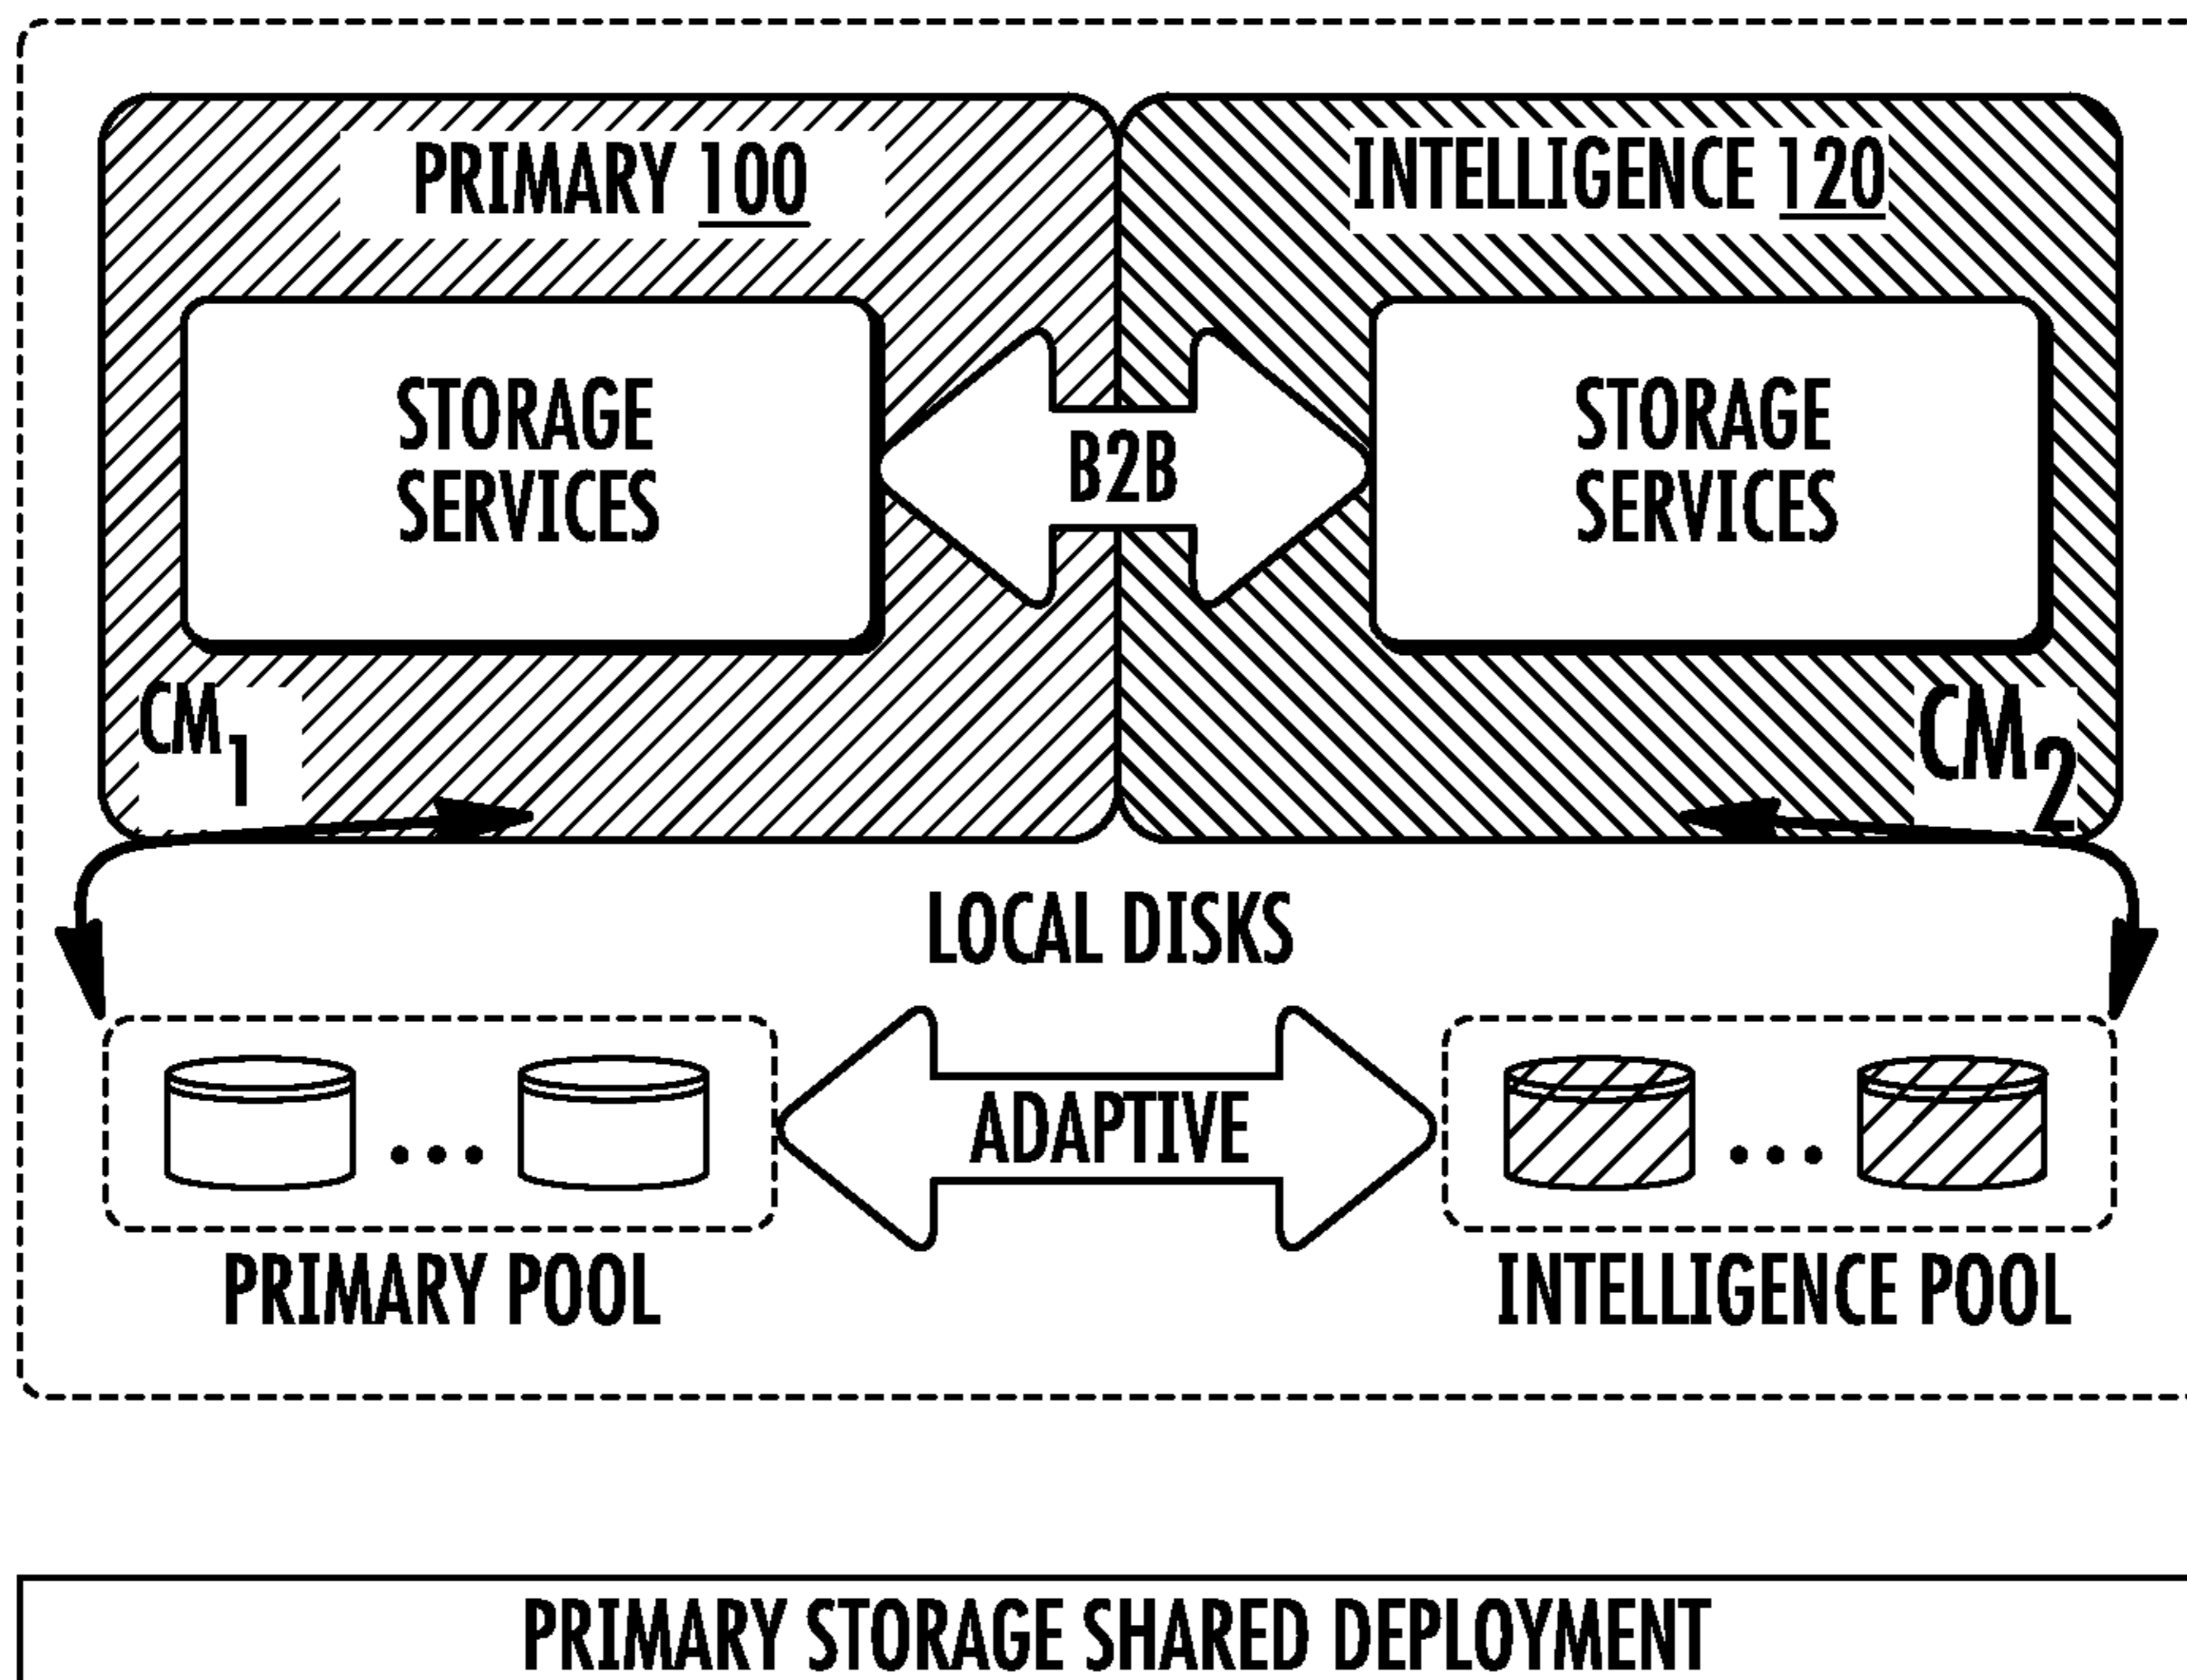 PRIMARY 100
INTELLIGENCE 120
STORAGE
SERVICES
B2B
STORAGE
SERVICES
CM1
CM2
LOCAL DISKS
ADAPTIVE
PRIMARY POOL
INTELLIGENCE POOL
PRIMARY STORAGE SHARED DEPLOYMENT